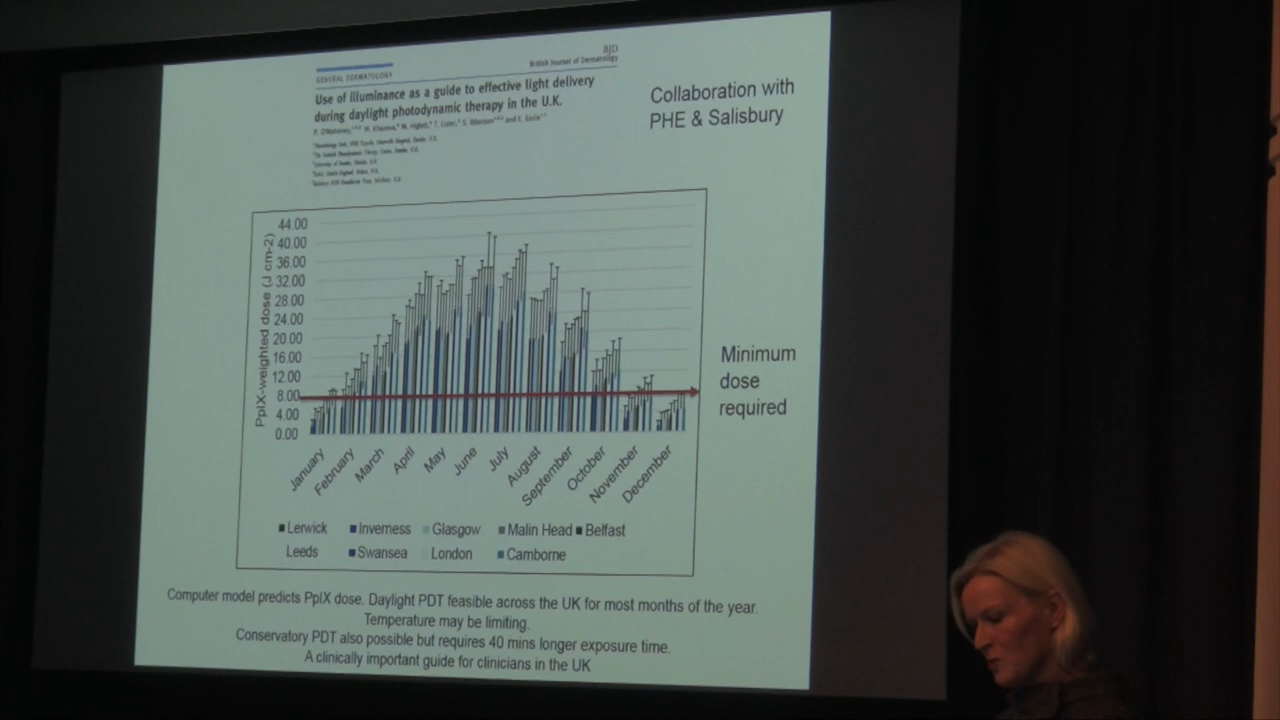 BJD
GENERAL DERMATOLOGY
British Journal of Dermatology
Use of illuminance as a guide to effective light delivery
during daylight photodynamic therapy in the U.K.
Collaboration with
PHE & Salisbury
PpIX-weighted dose (J cm-2)
44.00
40.00
36.00
32.00
28.00
24.00
20.00
16.00
12.00
8.00
4.00
0.00
January
February
March
April
May
June
July
August
September
October
November
December
Minimum
dose
required
Lerwick Inverness Glasgow Malin Head Belfast
Leeds Swansea London Camborne
Computer model predicts PpIX dose. Daylight PDT feasible across the UK for most months of the year.
Temperature may be limiting.
Conservatory PDT also possible but requires 40 mins longer exposure time.
A clinically important guide for clinicians in the UK